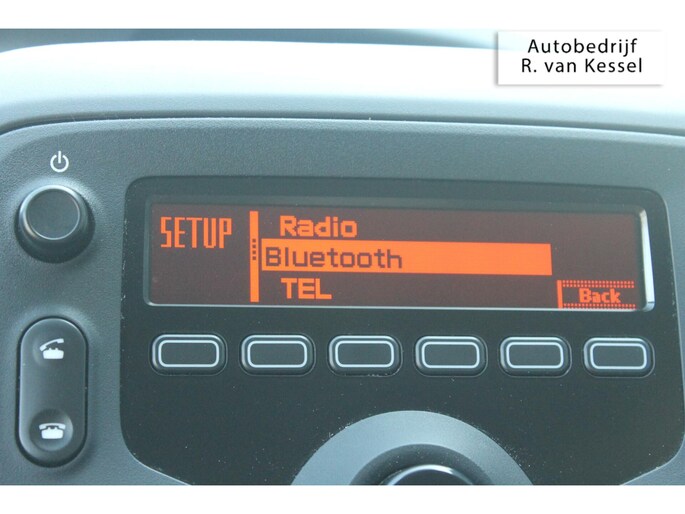 Autobedrijf
R. van Kessel
SETUP
Radio
Bluetooth
TEL
Back